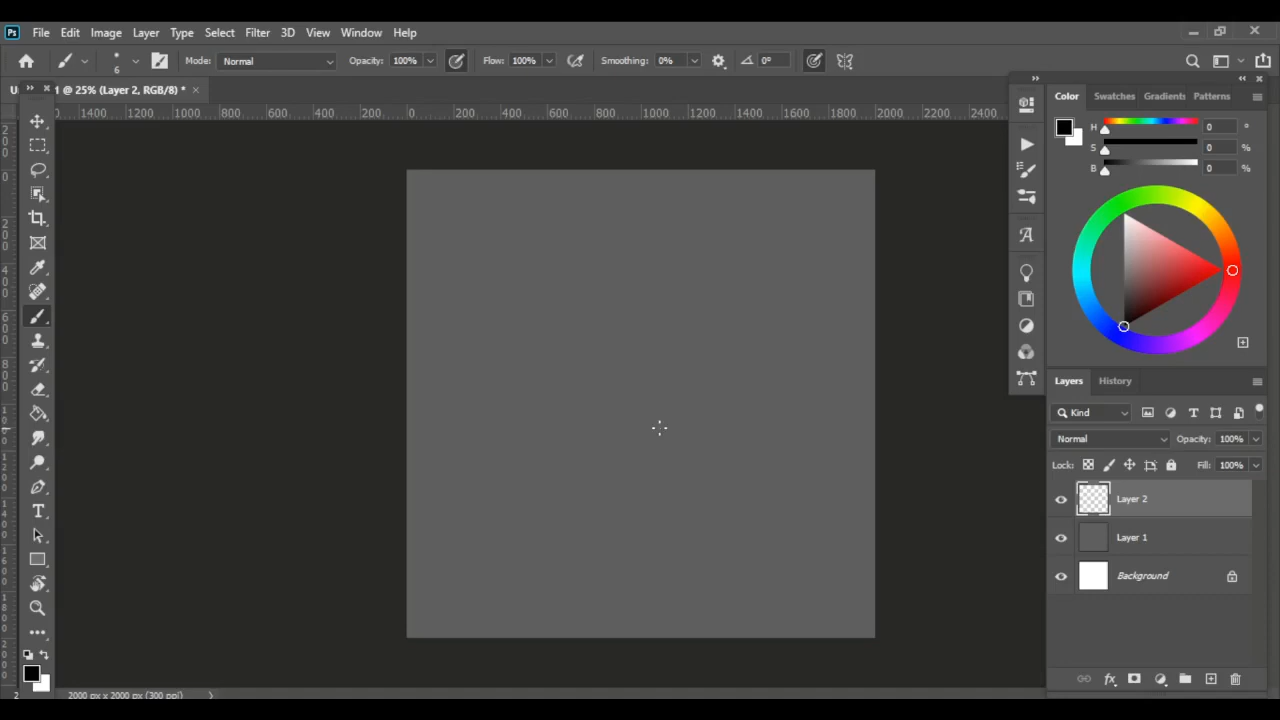 Ps File Edit Image Layer Type Select Filter 3D View Window Help
6 Mode: Normal Opacity: 100% Flow: 100% Smoothing: 0% 0°
@ 25% (Layer 2, RGB/8) * ×
1400 1200 1000 800 600 400 200 0 200 400 600 800 1000 1200 1400 1600 1800 2000 2200 2400
Color Swatches Gradients Patterns
H 0 °
S 0 %
B 0 %
Layers History
Kind
Normal Opacity: 100%
Lock: Fill: 100%
Layer 2
Layer 1
Background
2000 px x 2000 px (300 ppi)